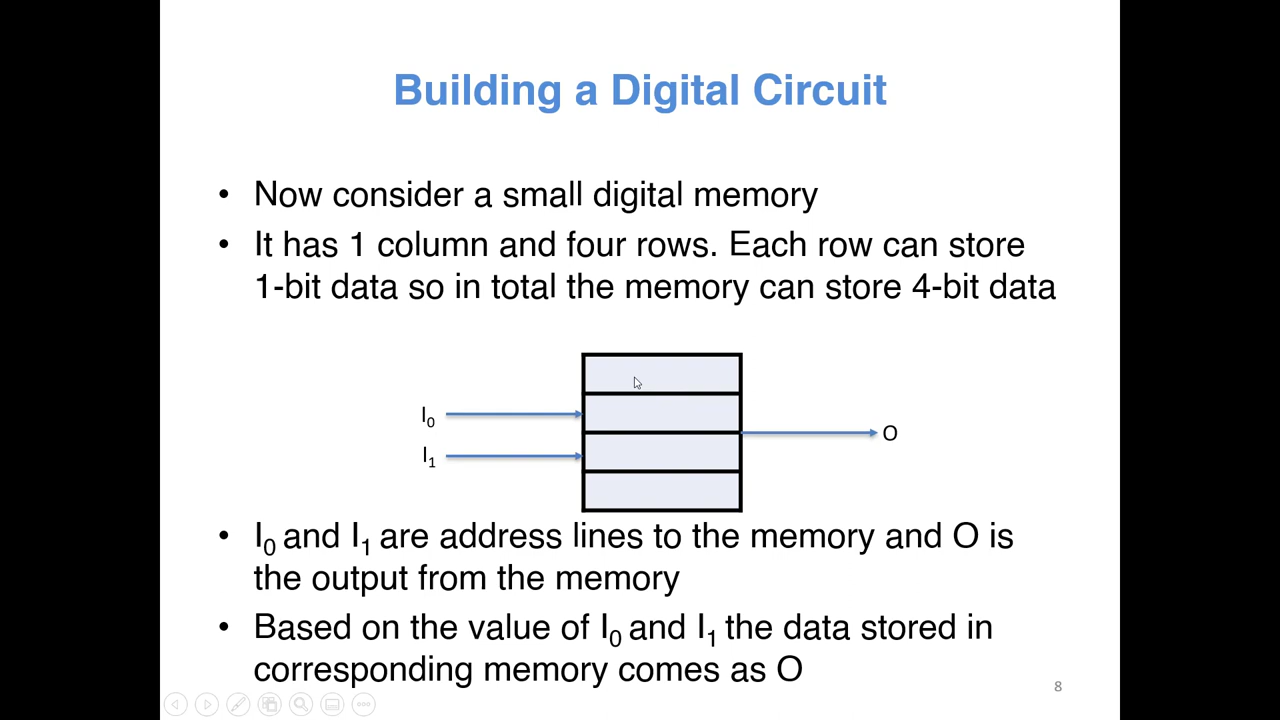 Building a Digital Circuit
• Now consider a small digital memory
• It has 1 column and four rows. Each row can store
1-bit data so in total the memory can store 4-bit data
I₀
O
I₁
• I₀ and I₁ are address lines to the memory and O is
the output from the memory
• Based on the value of I₀ and I₁ the data stored in
corresponding memory comes as O
8